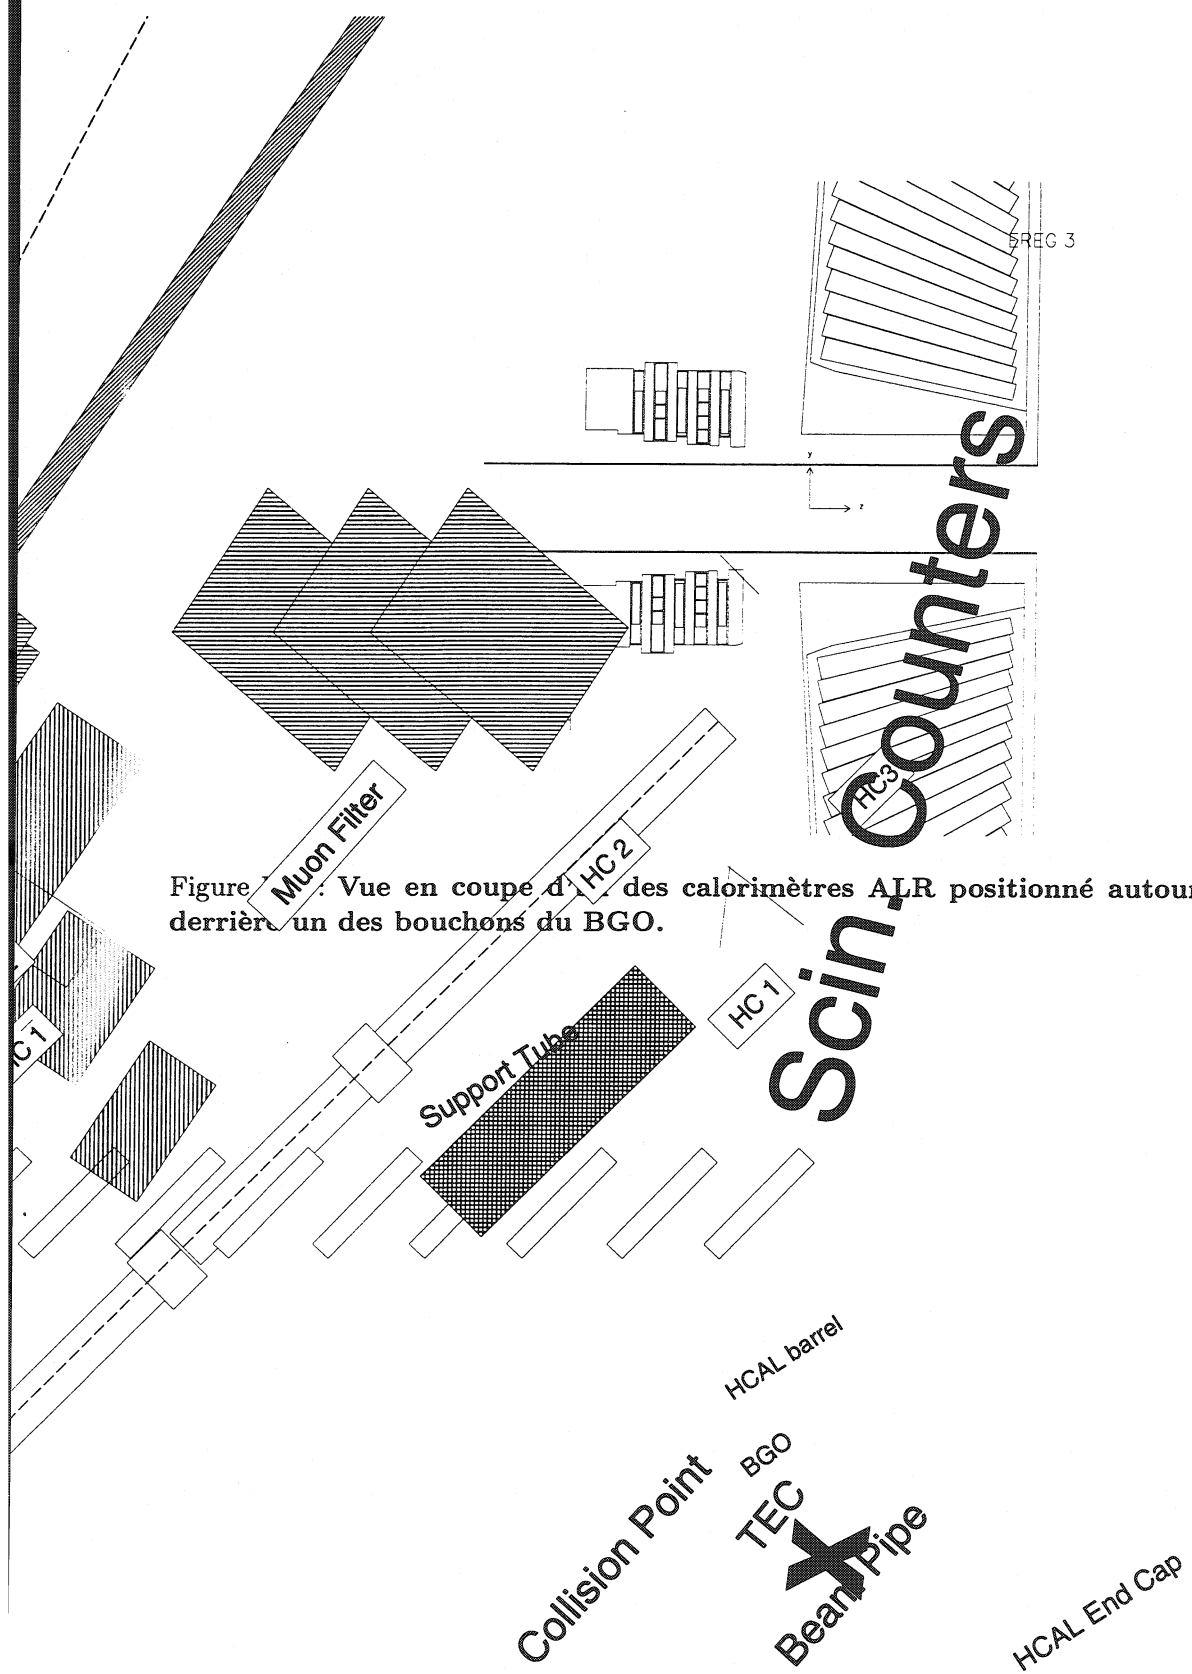 EREG 3
y
z
Scin. Counters
HC3
Muon Filter
HC 2
Figure : Vue en coupe des calorimètres ALR positionné autour
derrière un des bouchons du BGO.
HC 1
HC 1
Support Tube
HCAL barrel
BGO
TEC
Collision Point
Beam Pipe
HCAL End Cap